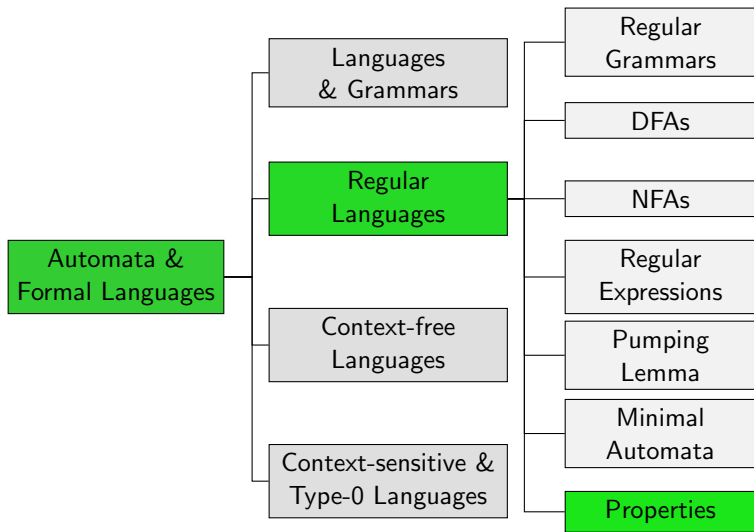 Automata &
Formal Languages
Languages
& Grammars
Regular
Languages
Context-free
Languages
Context-sensitive &
Type-0 Languages
Regular
Grammars
DFAs
NFAs
Regular
Expressions
Pumping
Lemma
Minimal
Automata
Properties